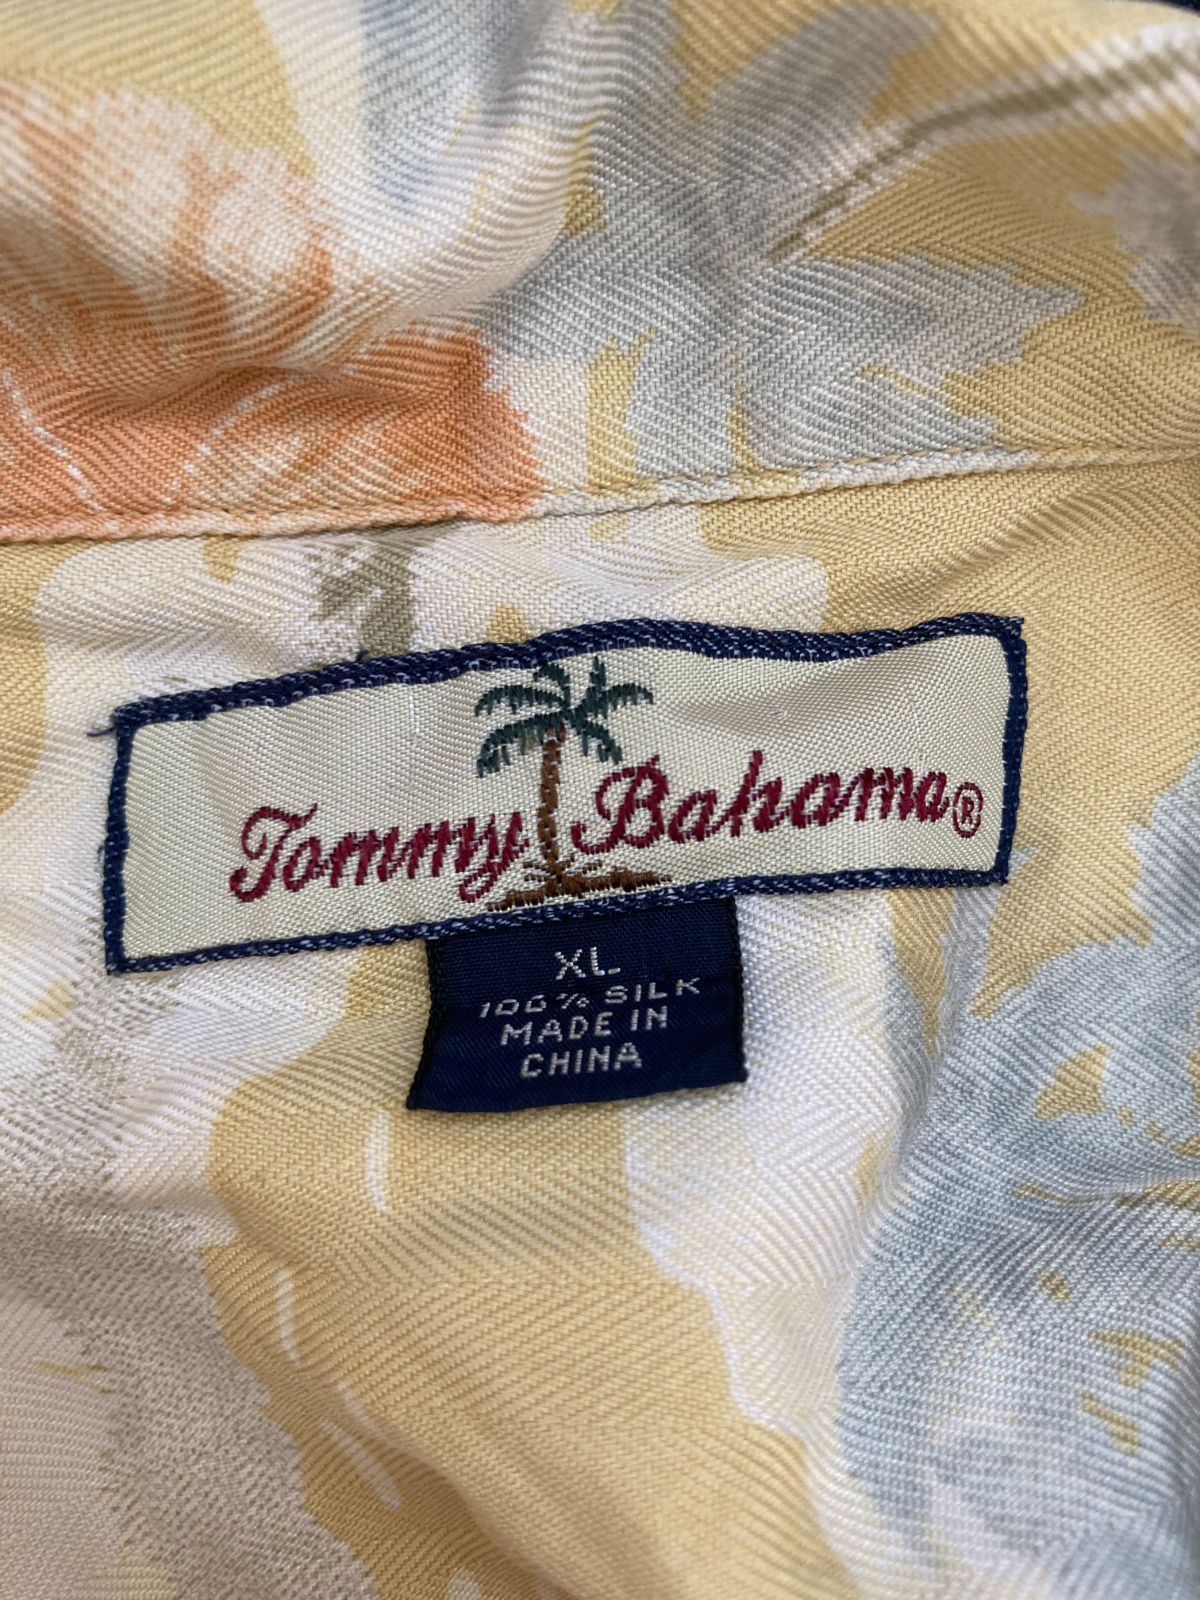 Tommy Bahama®
XL
100% SILK
MADE IN
CHINA